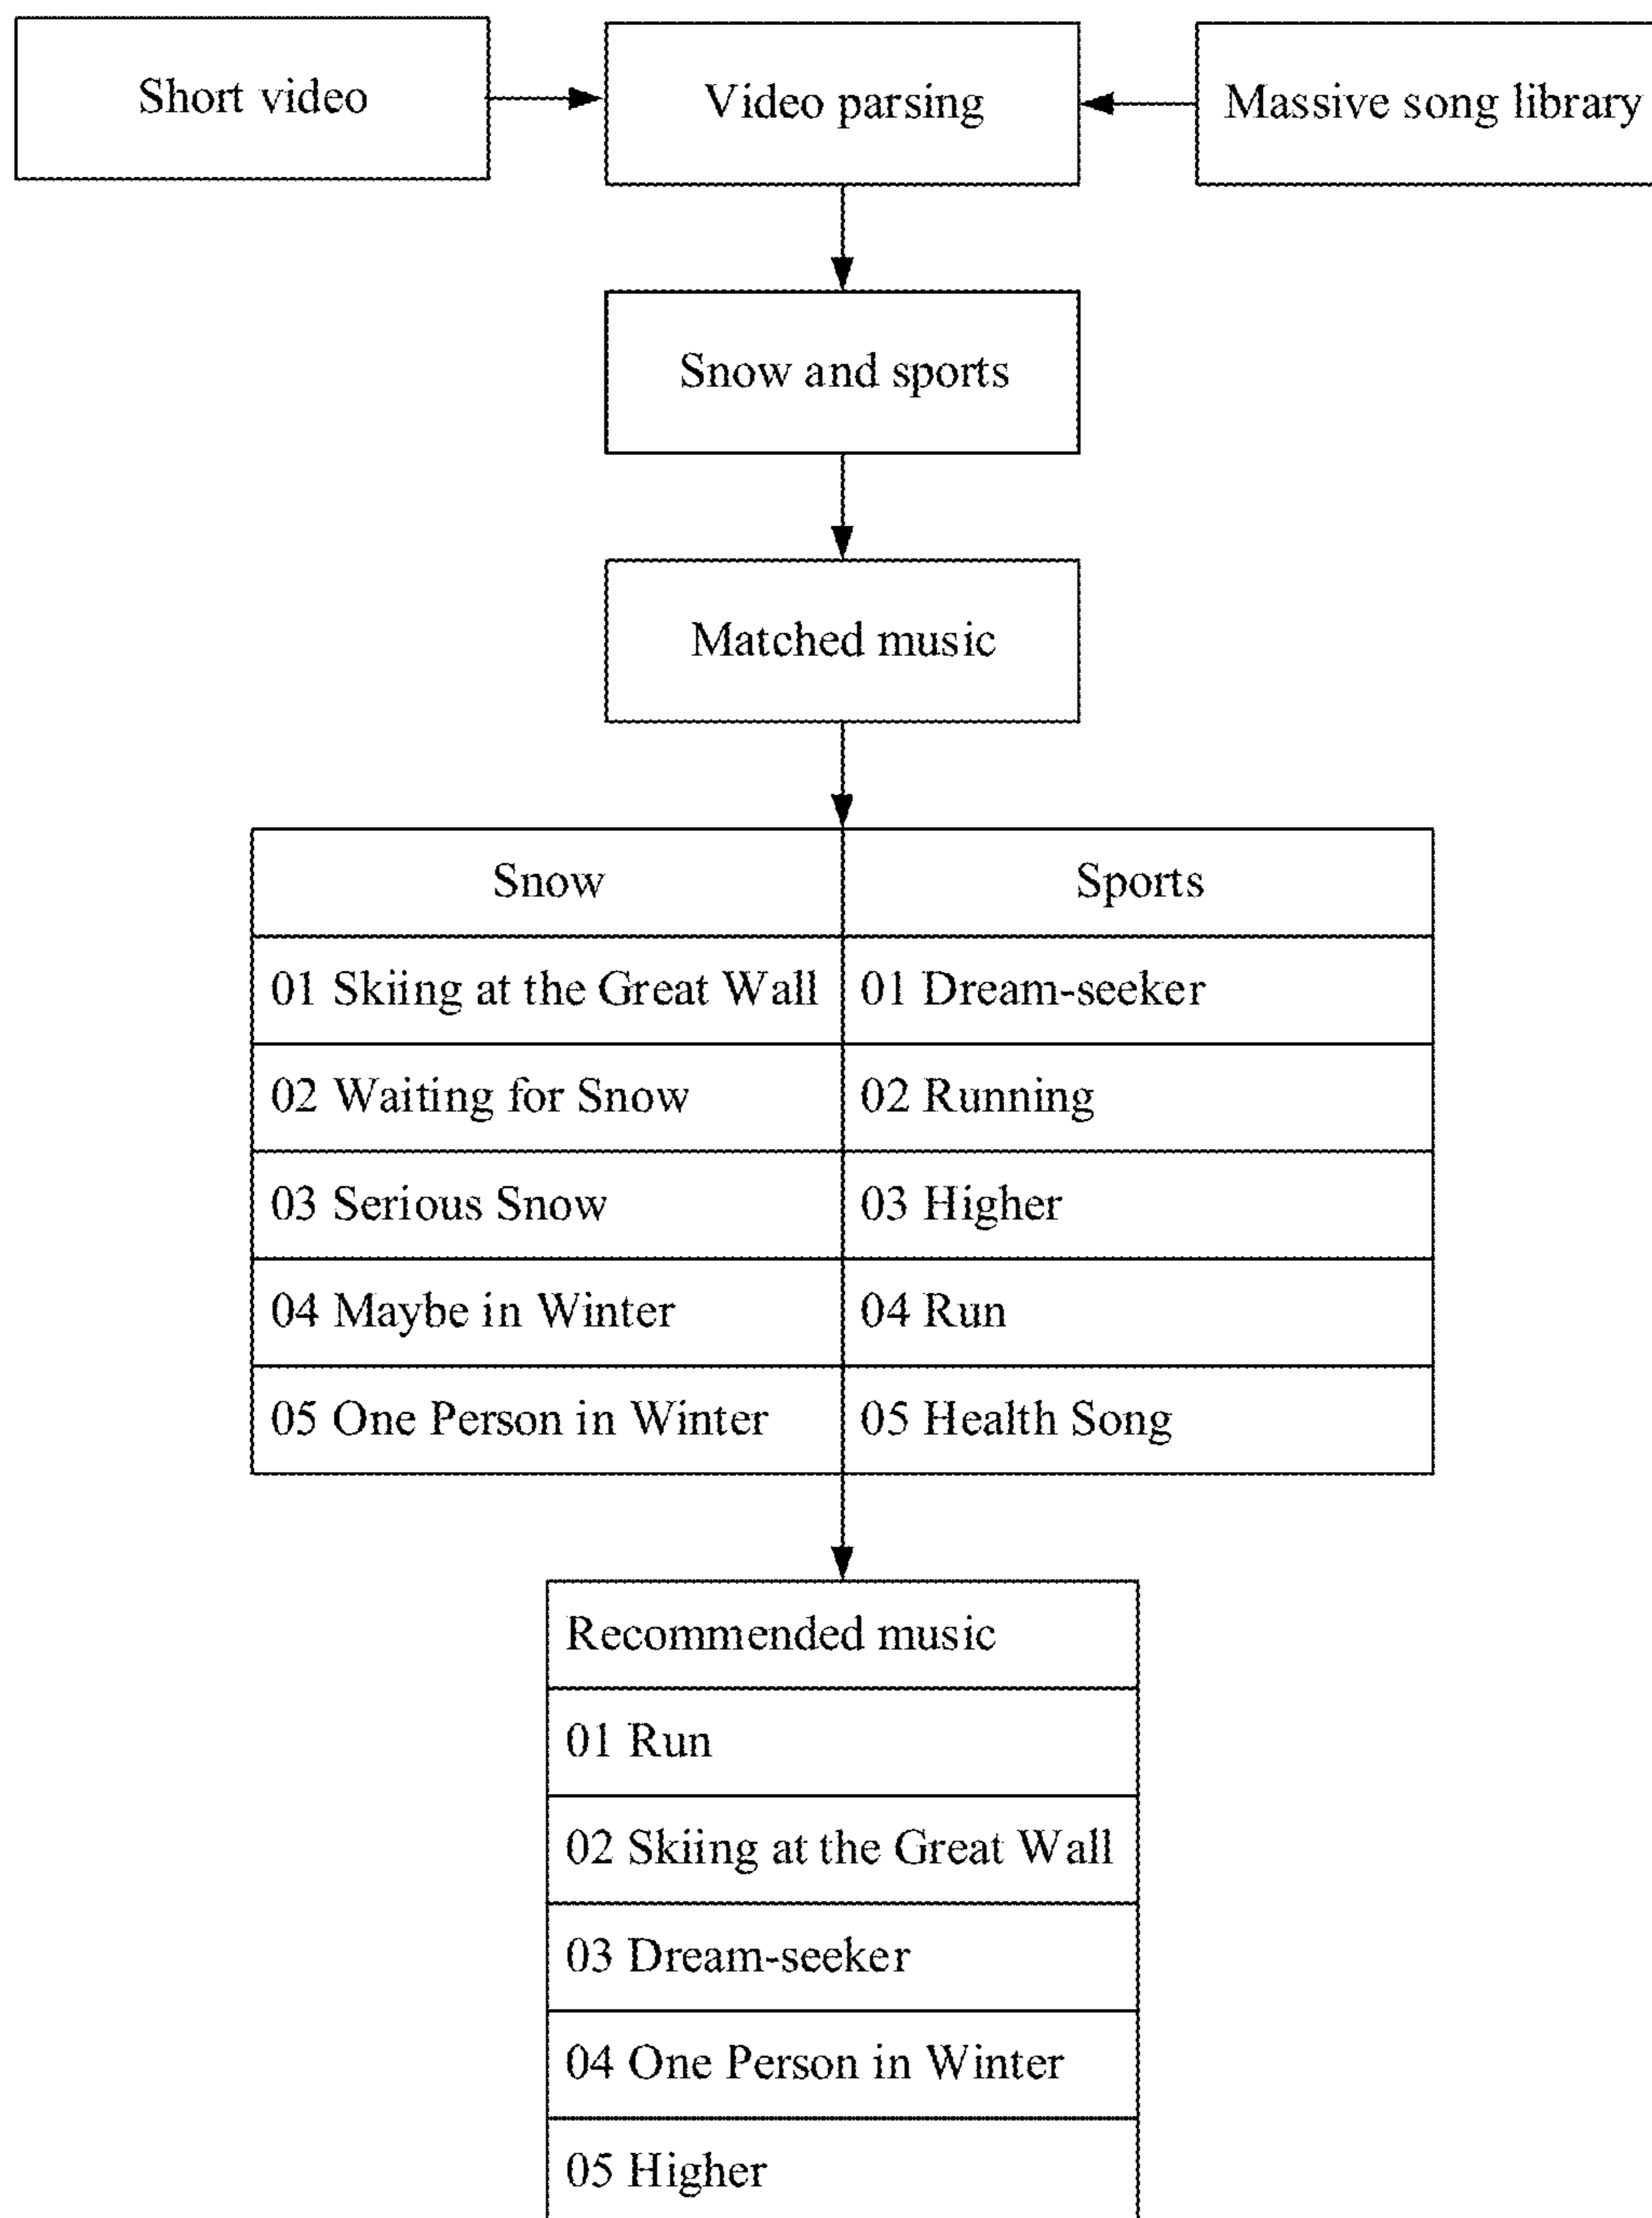 Short video
Video parsing
Massive song library
Snow and sports
Matched music
Snow
Sports
01 Skiing at the Great Wall
01 Dream-seeker
02 Waiting for Snow
02 Running
03 Serious Snow
03 Higher
04 Maybe in Winter
04 Run
05 One Person in Winter
05 Health Song
Recommended music
01 Run
02 Skiing at the Great Wall
03 Dream-seeker
04 One Person in Winter
05 Higher